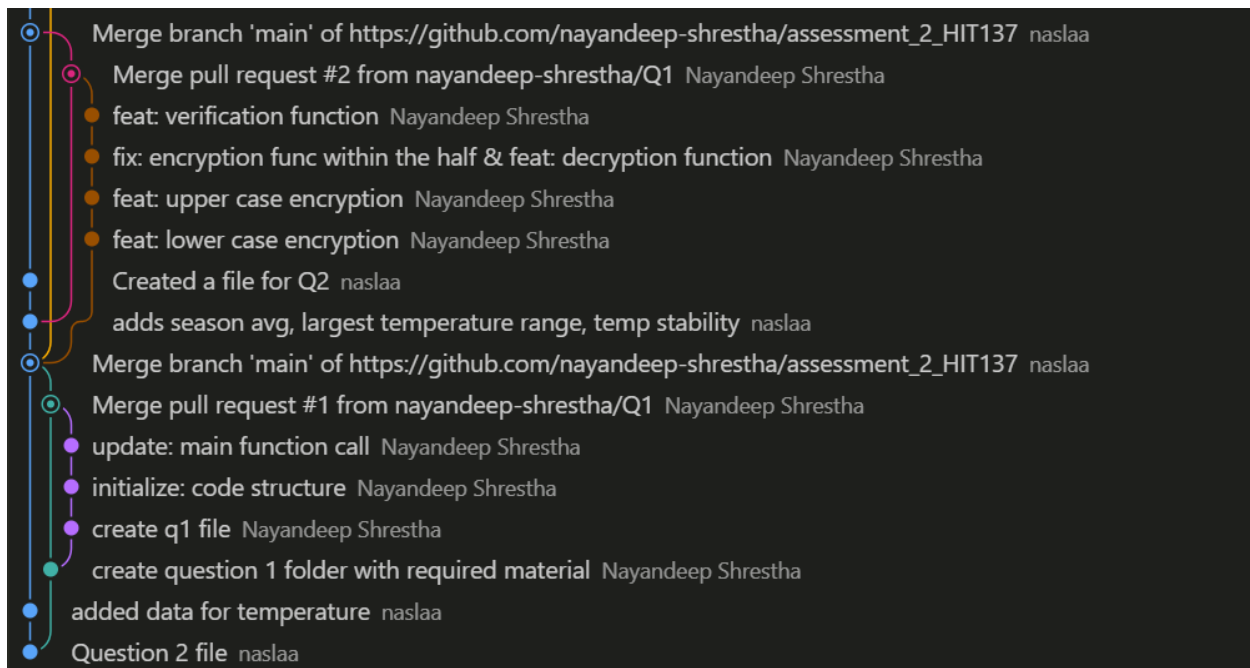 Merge branch 'main' of https://github.com/nayandeep-shrestha/assessment_2_HIT137 naslaa
Merge pull request #2 from nayandeep-shrestha/Q1 Nayandeep Shrestha
feat: verification function Nayandeep Shrestha
fix: encryption func within the half & feat: decryption function Nayandeep Shrestha
feat: upper case encryption Nayandeep Shrestha
feat: lower case encryption Nayandeep Shrestha
Created a file for Q2 naslaa
adds season avg, largest temperature range, temp stability naslaa
Merge branch 'main' of https://github.com/nayandeep-shrestha/assessment_2_HIT137 naslaa
Merge pull request #1 from nayandeep-shrestha/Q1 Nayandeep Shrestha
update: main function call Nayandeep Shrestha
initialize: code structure Nayandeep Shrestha
create q1 file Nayandeep Shrestha
create question 1 folder with required material Nayandeep Shrestha
added data for temperature naslaa
Question 2 file naslaa